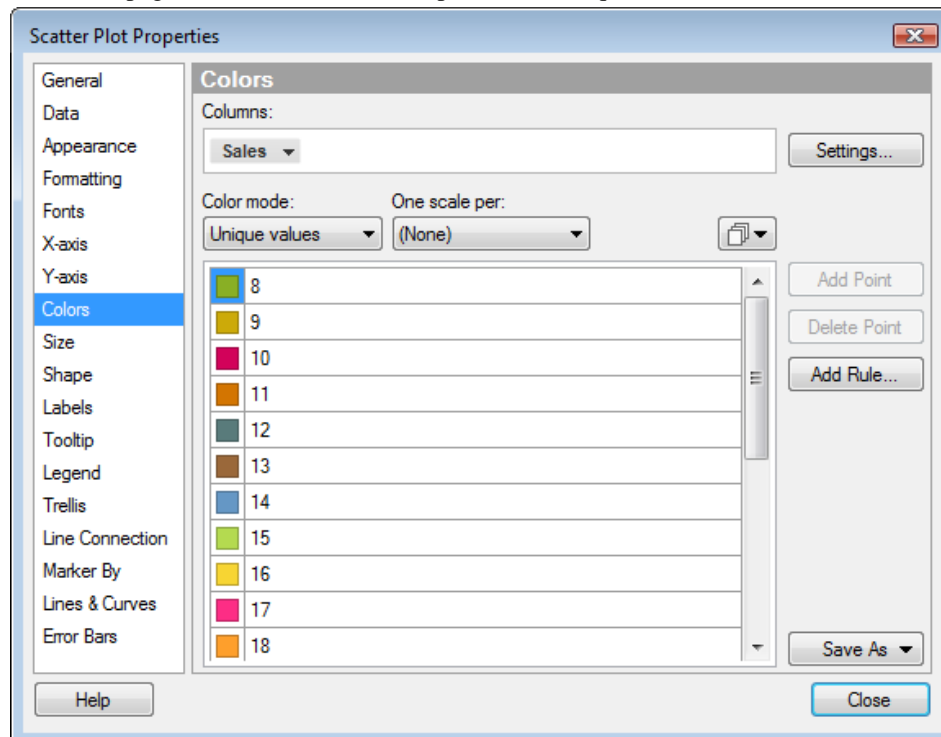 Scatter Plot Properties
General
Data
Appearance
Formatting
Fonts
X-axis
Y-axis
Colors
Size
Shape
Labels
Tooltip
Legend
Trellis
Line Connection
Marker By
Lines & Curves
Error Bars
Colors
Columns:
Sales
Settings...
Color mode: One scale per:
Unique values (None)
8
9
10
11
12
13
14
15
16
17
18
Add Point
Delete Point
Add Rule...
Save As
Help
Close